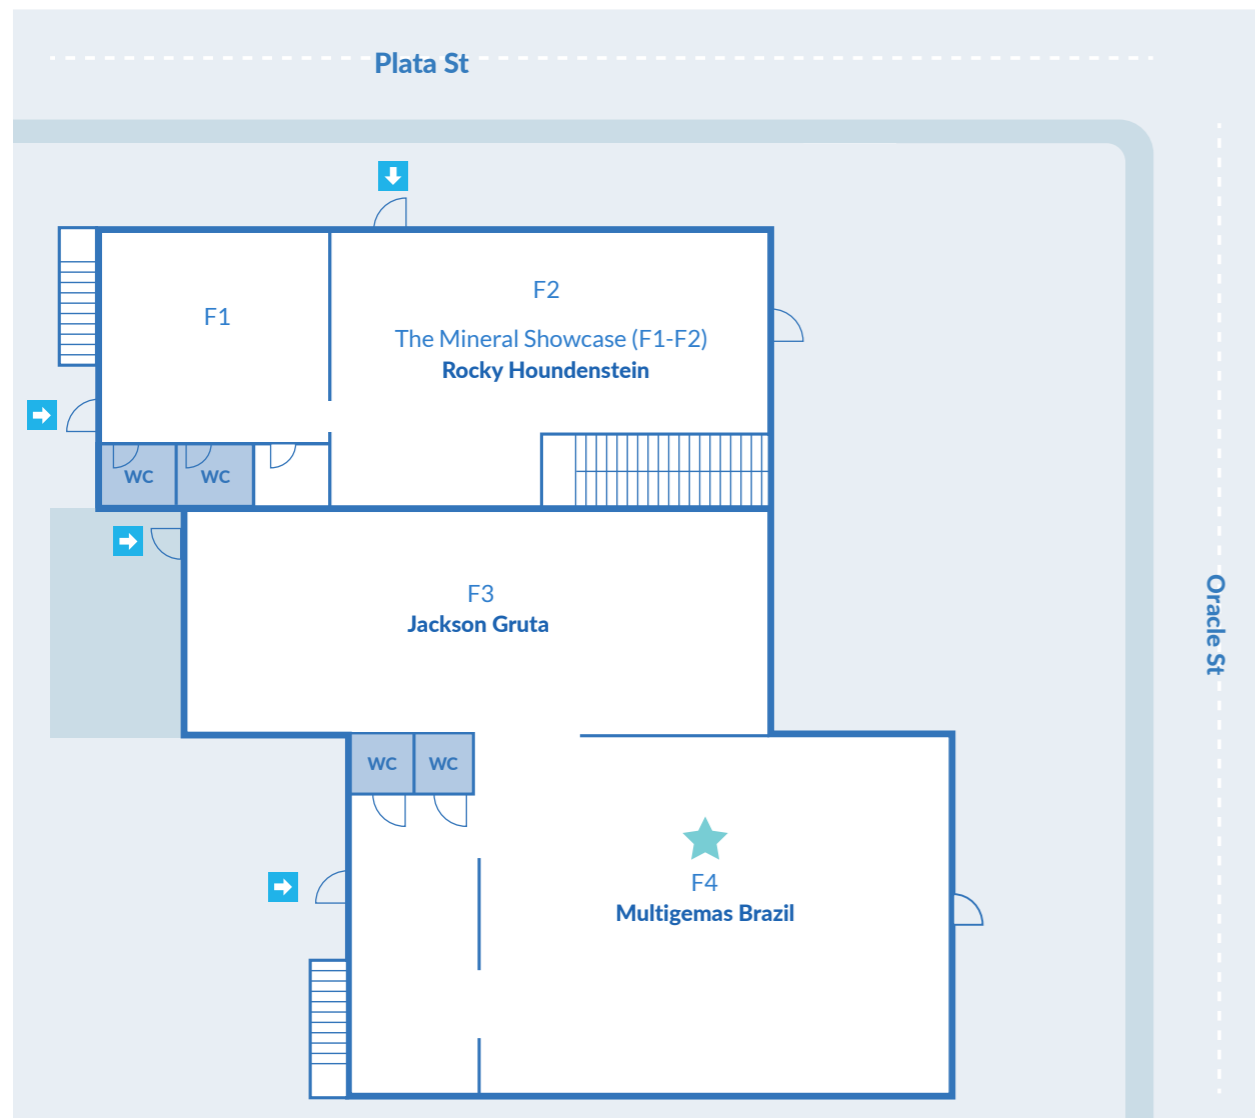 Plata St
F1
F2
The Mineral Showcase (F1-F2)
Rocky Houndenstein
WC
WC
F3
Jackson Gruta
Oracle St
WC
WC
F4
Multigemas Brazil